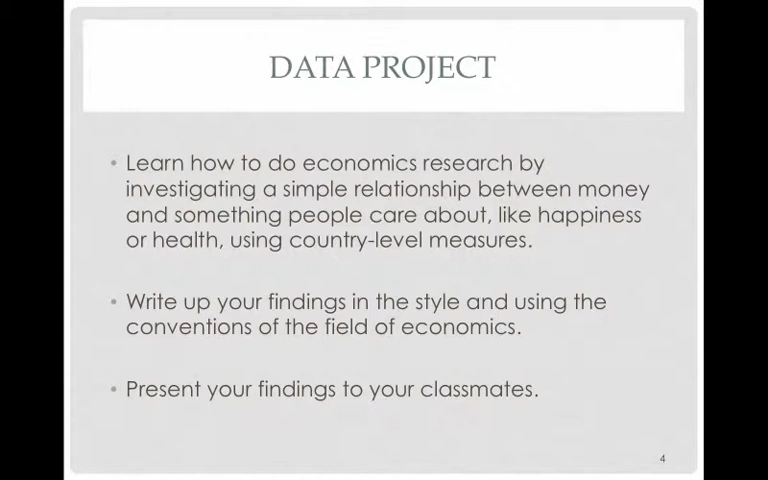 DATA PROJECT
• Learn how to do economics research by
investigating a simple relationship between money
and something people care about, like happiness
or health, using country-level measures.
• Write up your findings in the style and using the
conventions of the field of economics.
• Present your findings to your classmates.
4